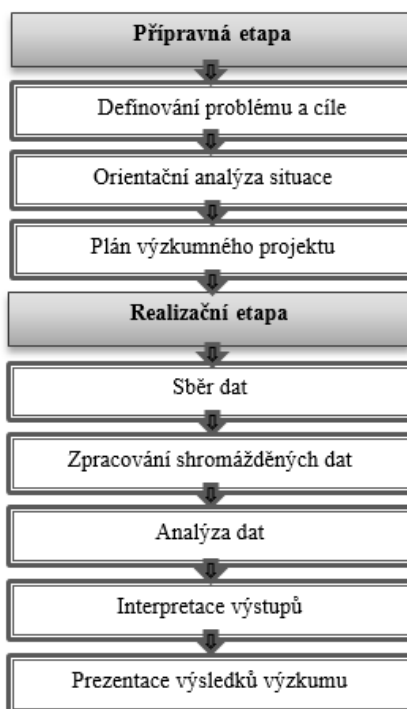 Přípravná etapa
Definování problému a cíle
Orientační analýza situace
Plán výzkumného projektu
Realizační etapa
Sběr dat
Zpracování shromážděných dat
Analýza dat
Interpretace výstupů
Prezentace výsledků výzkumu